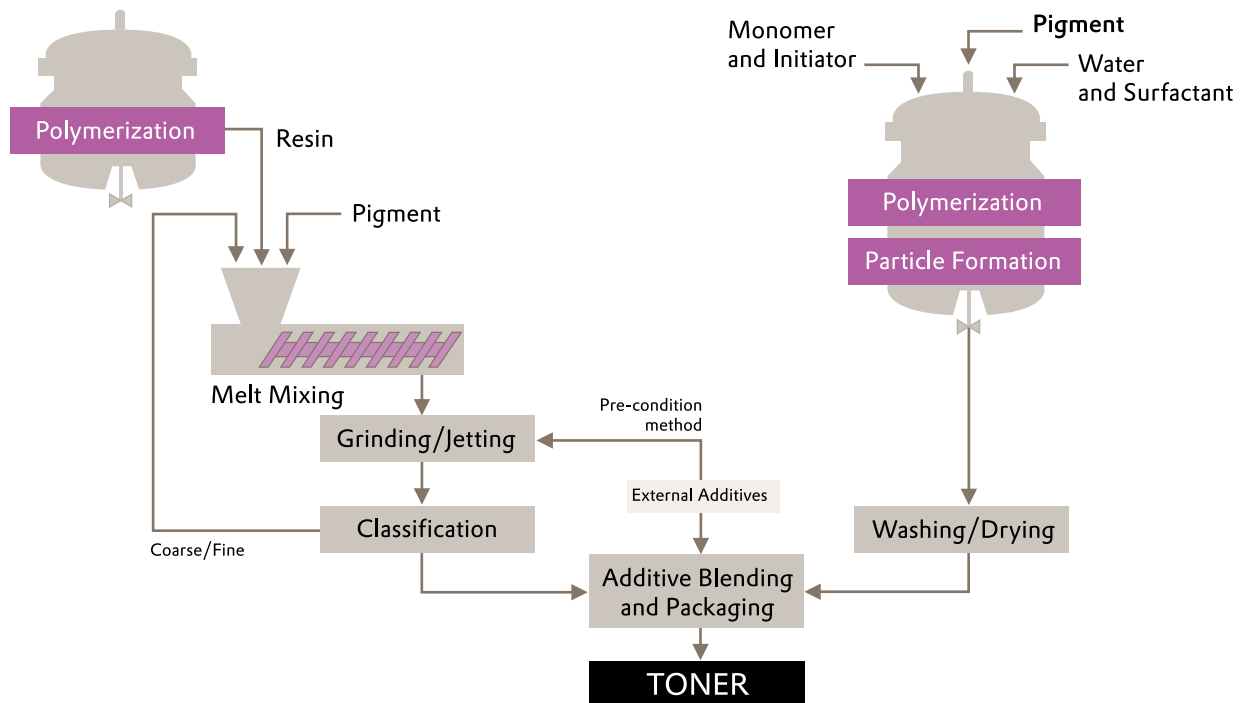 Polymerization
Resin
Pigment
Melt Mixing
Grinding/Jetting
Classification
Coarse/Fine
Pre-condition
method
External Additives
Additive Blending
and Packaging
TONER
Monomer
and Initiator
Pigment
Water
and Surfactant
Polymerization
Particle Formation
Washing/Drying